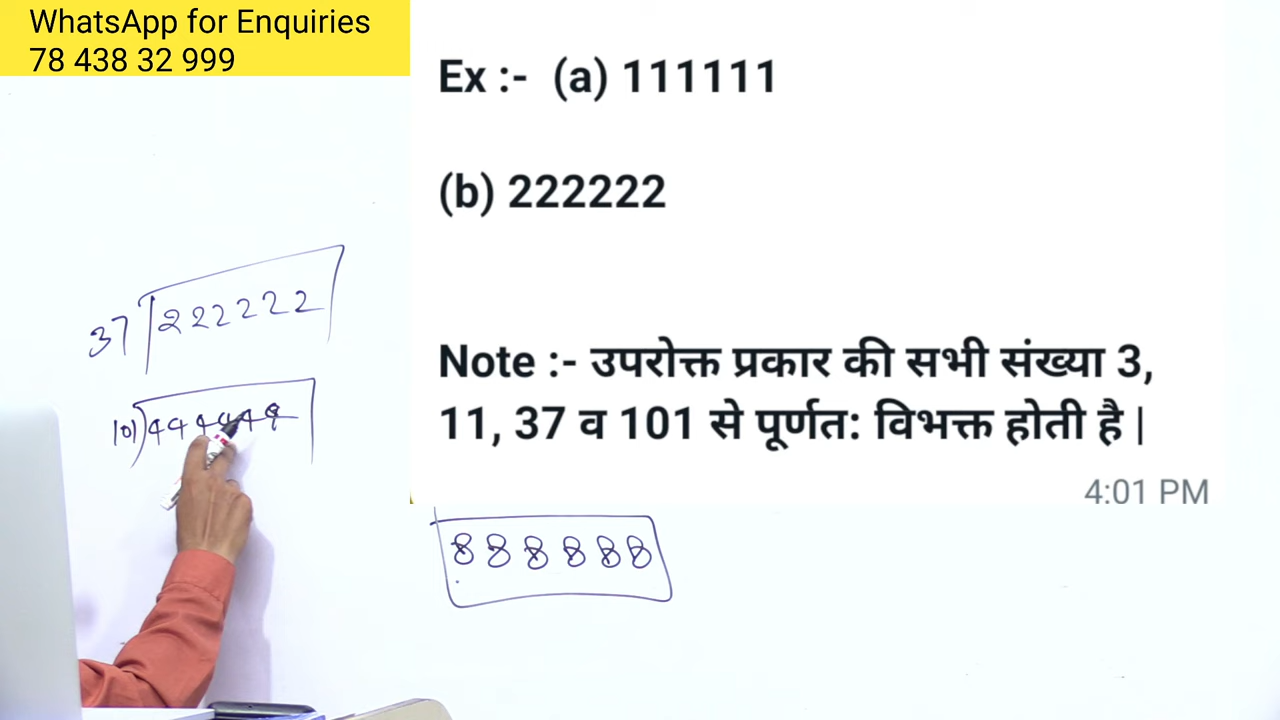 WhatsApp for Enquiries
78 438 32 999
Ex :- (a) 111111
(b) 222222
Note :- उपरोक्त प्रकार की सभी संख्या 3,
11, 37 व 101 से पूर्णत: विभक्त होती है |
4:01 PM
37 222222
101 444444
888888